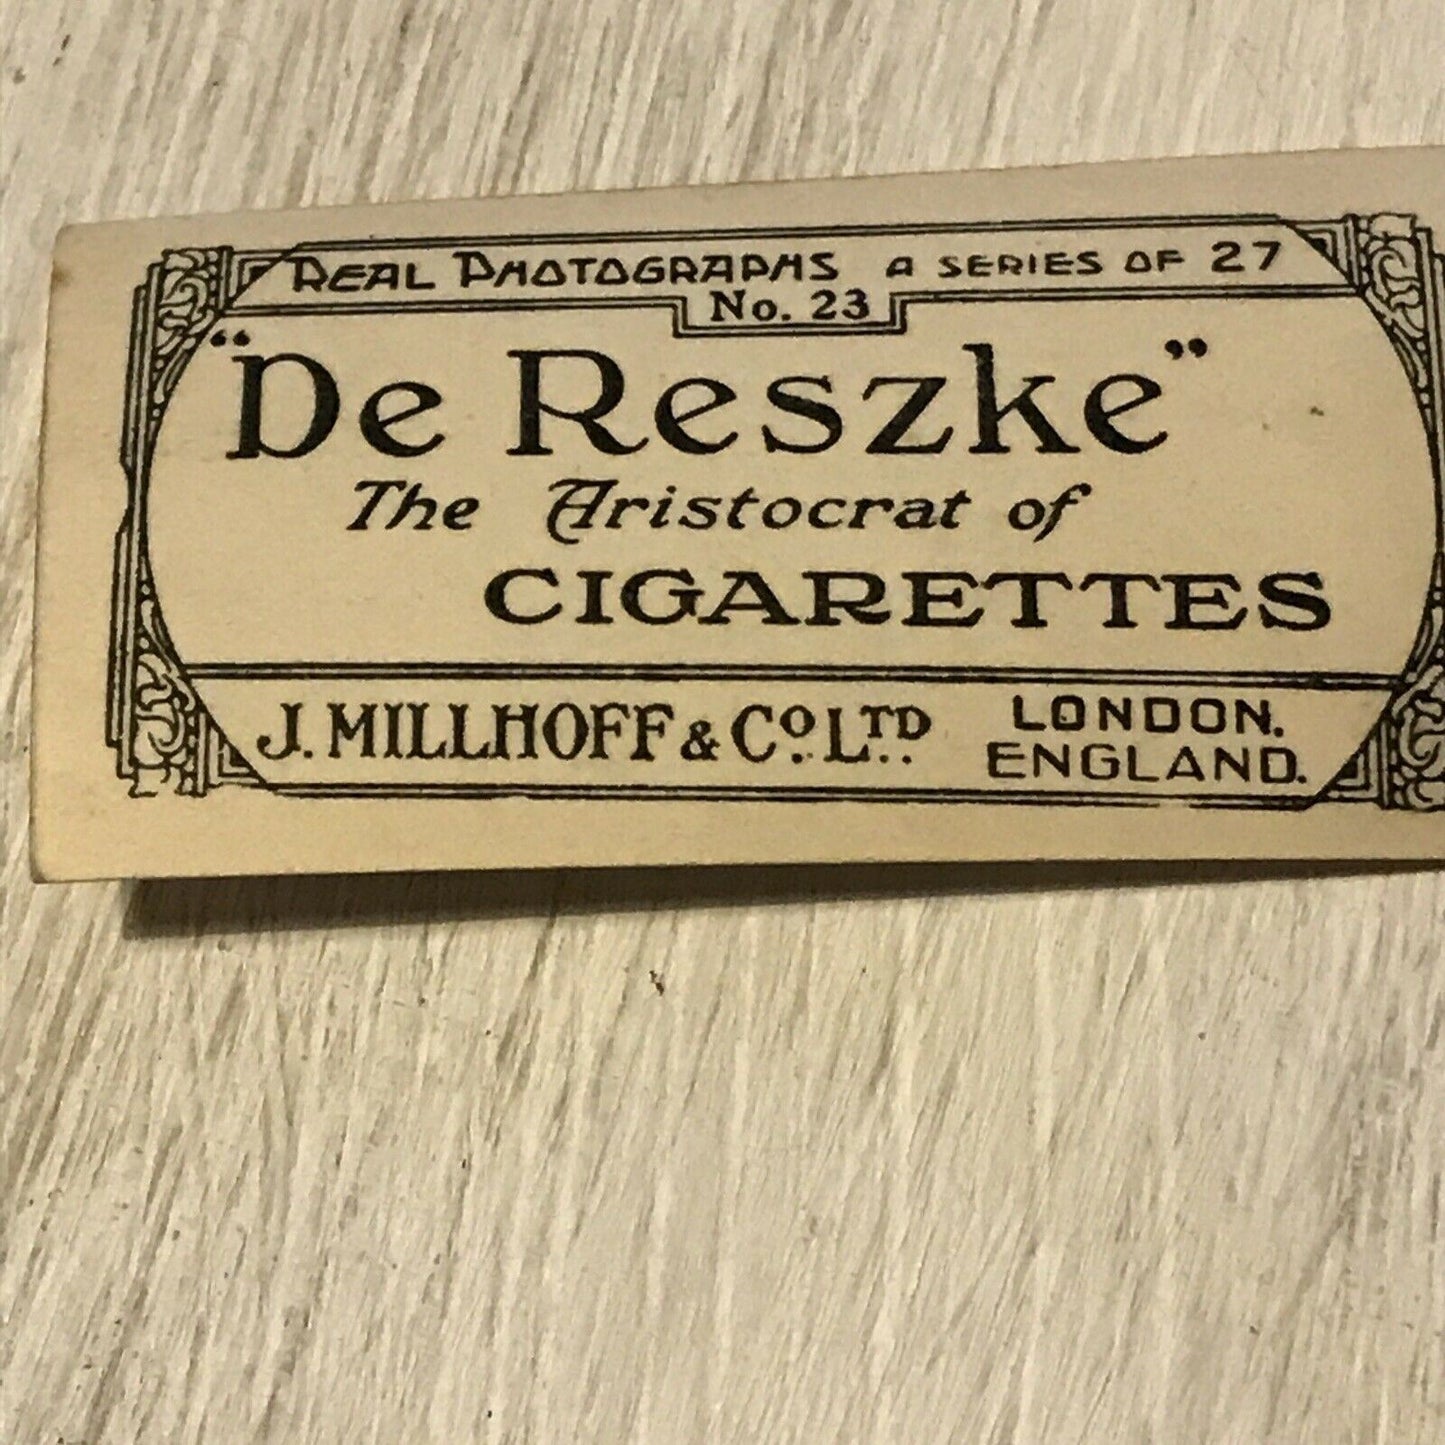 REAL PHOTOGRAPHS A SERIES OF 27
No. 23
"De Reszke"
The Aristocrat of
CIGARETTES
J. MILLHOFF & Co. LTD. LONDON.
ENGLAND.